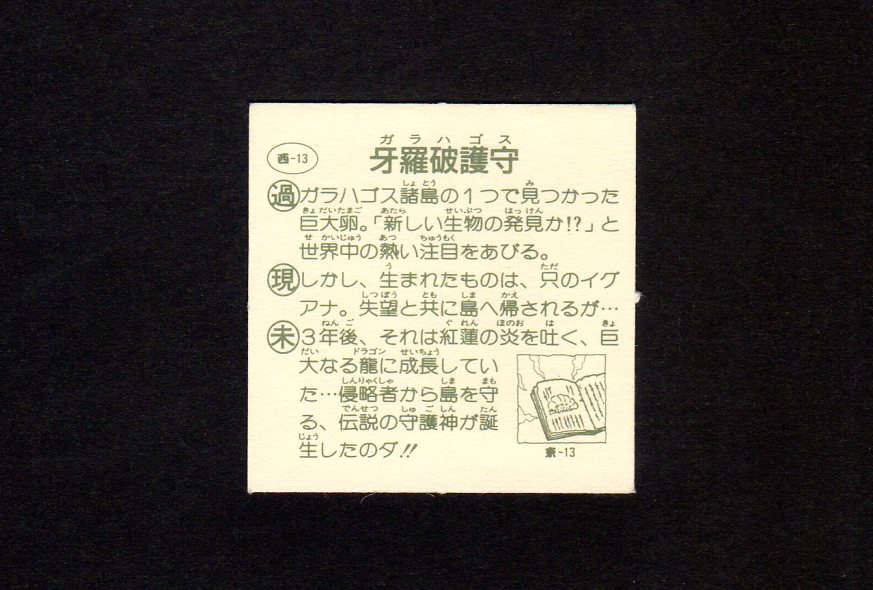 西-13
ガラハゴス
牙羅破護守
過 ガラハゴス諸島の1つで見つかった
巨大卵。「新しい生物の発見か!?」と
世界中の熱い注目をあびる。
現 しかし、生まれたものは、只のイグ
アナ。失望と共に島へ帰されるが…
未 3年後、それは紅蓮の炎を吐く、巨
大なる龍に成長してい
た…侵略者から島を守
る、伝説の守護神が誕
生したのダ!!
東-13